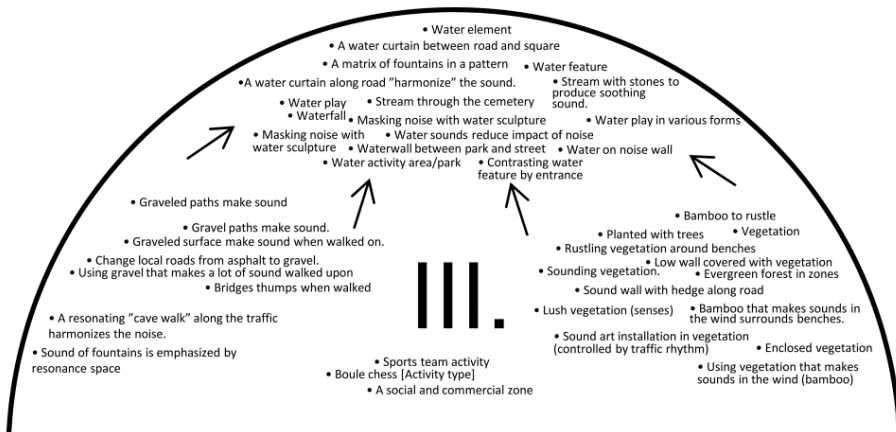 • Water element
• A water curtain between road and square
• A matrix of fountains in a pattern
• Water feature
•A water curtain along road ”harmonize” the sound.
• Stream with stones to
produce soothing
sound.
• Water play
• Stream through the cemetery
• Waterfall
• Masking noise with water sculpture
• Water play in various forms
• Masking noise with
water sculpture
• Water sounds reduce impact of noise
• Waterwall between park and street
• Water on noise wall
• Water activity area/park
• Contrasting water
feature by entrance
• Graveled paths make sound
• Gravel paths make sound.
• Graveled surface make sound when walked on.
• Change local roads from asphalt to gravel.
• Using gravel that makes a lot of sound walked upon
• Bridges thumps when walked
• A resonating ”cave walk” along the traffic
harmonizes the noise.
• Sound of fountains is emphasized by
resonance space
III.
• Sports team activity
• Boule chess [Activity type]
• A social and commercial zone
• Bamboo to rustle
• Planted with trees
• Vegetation
• Rustling vegetation around benches
• Low wall covered with vegetation
• Sounding vegetation.
• Evergreen forest in zones
• Sound wall with hedge along road
• Lush vegetation (senses)
• Bamboo that makes sounds in
the wind surrounds benches.
• Sound art installation in vegetation
(controlled by traffic rhythm)
• Enclosed vegetation
• Using vegetation that makes
sounds in the wind (bamboo)